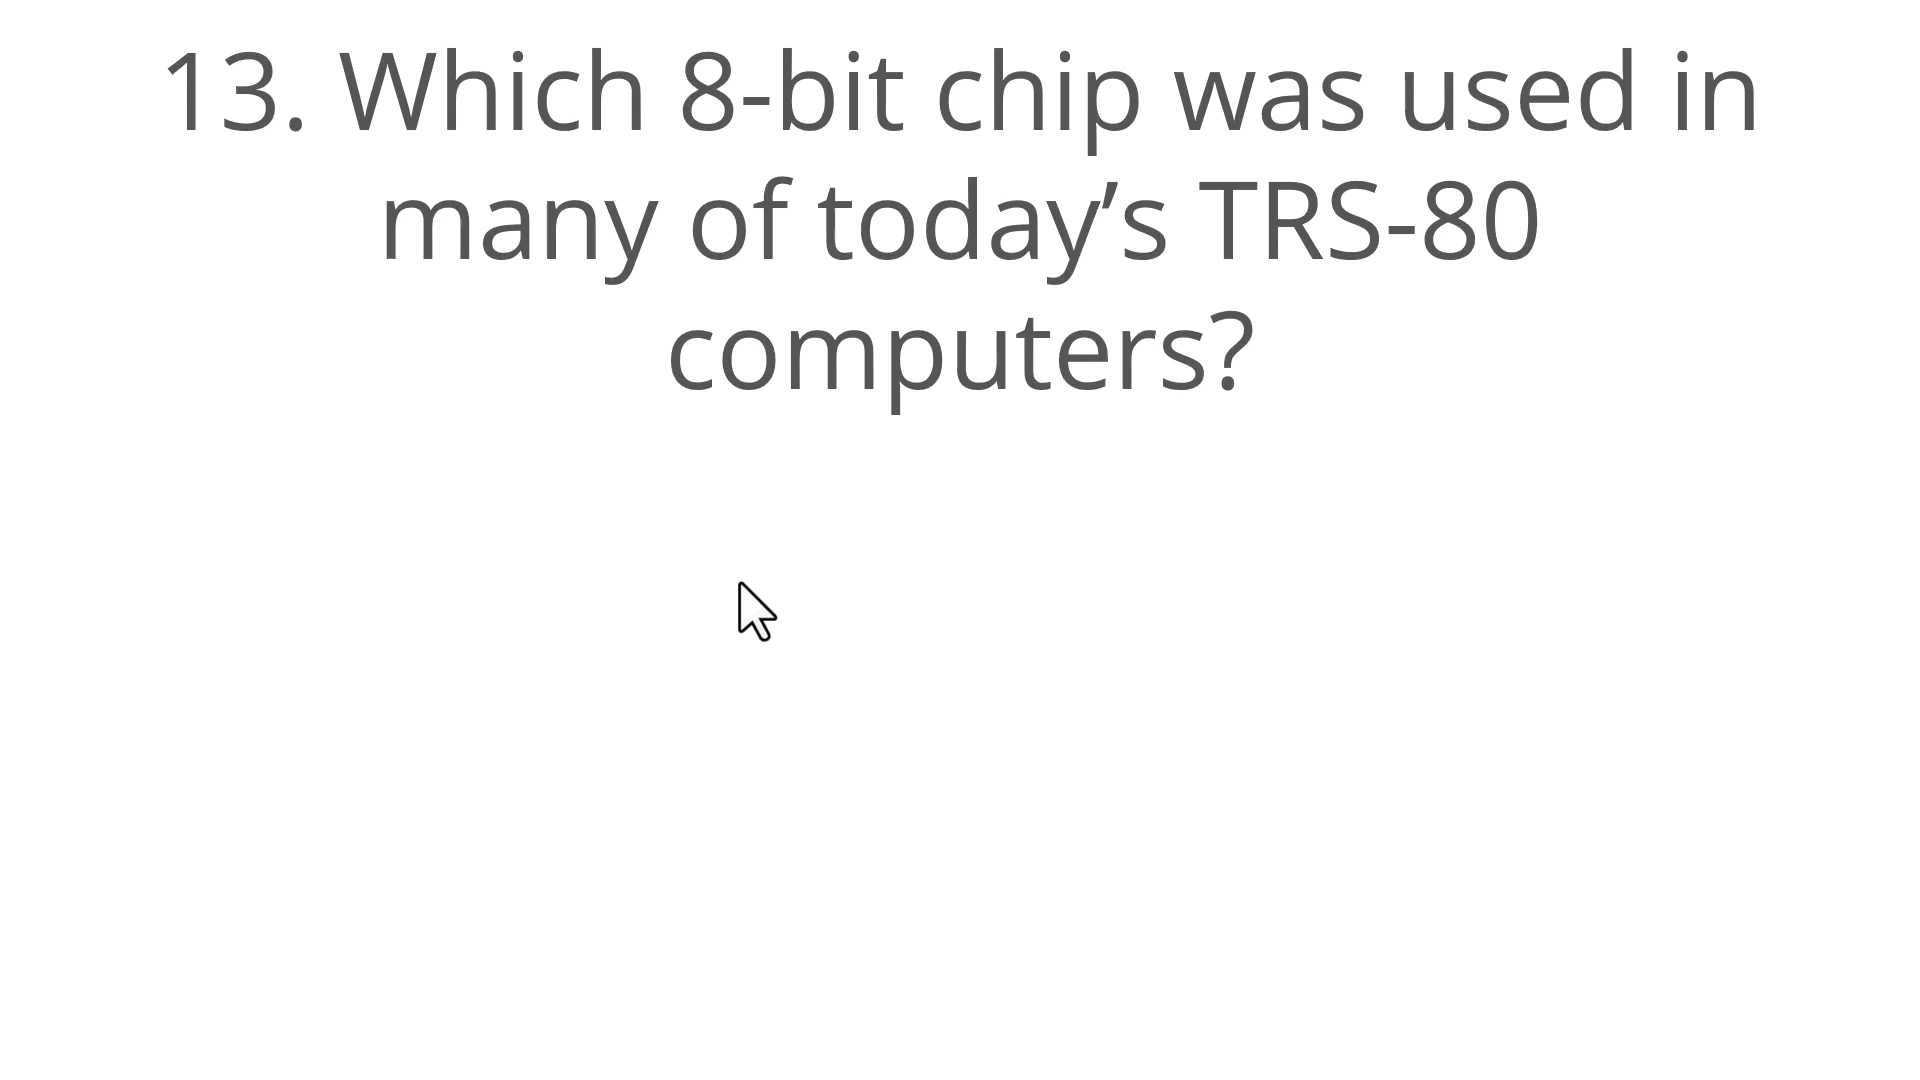 13. Which 8-bit chip was used in
many of today’s TRS-80
computers?